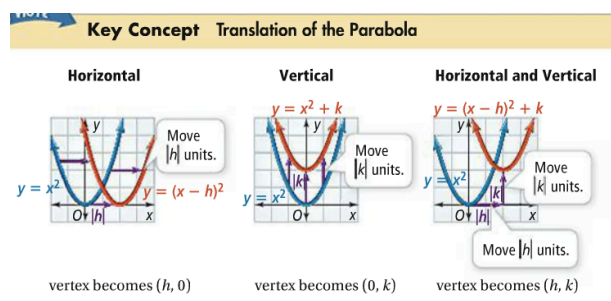 Key Concept Translation of the Parabola
Horizontal
Vertical
Horizontal and Vertical
y
Move
|h| units.
y = x²
y = (x − h)²
O
|h|
x
vertex becomes (h, 0)
y = x² + k
y
Move
|k| units.
|k|
y = x²
O
x
vertex becomes (0, k)
y = (x − h)² + k
y
Move
|k| units.
y = x²
|k|
O
|h|
x
Move |h| units.
vertex becomes (h, k)